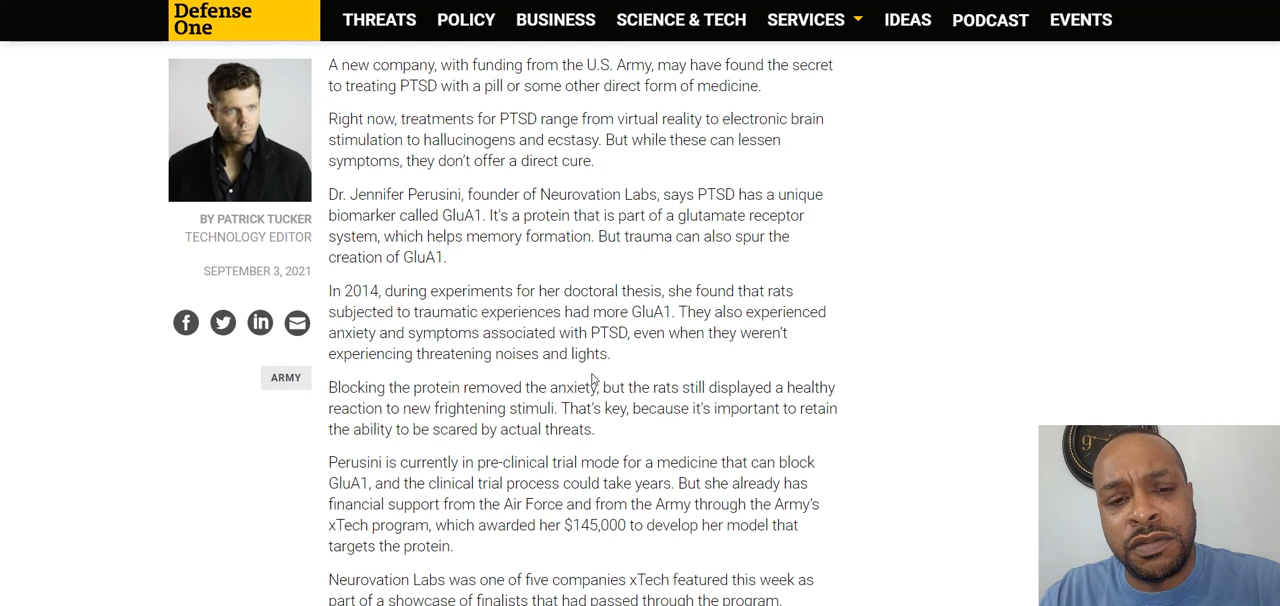 Defense
One
THREATS POLICY BUSINESS SCIENCE & TECH SERVICES IDEAS PODCAST EVENTS
BY PATRICK TUCKER
TECHNOLOGY EDITOR
SEPTEMBER 3, 2021
ARMY
A new company, with funding from the U.S. Army, may have found the secret
to treating PTSD with a pill or some other direct form of medicine.
Right now, treatments for PTSD range from virtual reality to electronic brain
stimulation to hallucinogens and ecstasy. But while these can lessen
symptoms, they don’t offer a direct cure.
Dr. Jennifer Perusini, founder of Neurovation Labs, says PTSD has a unique
biomarker called GluA1. It's a protein that is part of a glutamate receptor
system, which helps memory formation. But trauma can also spur the
creation of GluA1.
In 2014, during experiments for her doctoral thesis, she found that rats
subjected to traumatic experiences had more GluA1. They also experienced
anxiety and symptoms associated with PTSD, even when they weren’t
experiencing threatening noises and lights.
Blocking the protein removed the anxiety, but the rats still displayed a healthy
reaction to new frightening stimuli. That’s key, because it’s important to retain
the ability to be scared by actual threats.
Perusini is currently in pre-clinical trial mode for a medicine that can block
GluA1, and the clinical trial process could take years. But she already has
financial support from the Air Force and from the Army through the Army’s
xTech program, which awarded her $145,000 to develop her model that
targets the protein.
Neurovation Labs was one of five companies xTech featured this week as
part of a showcase of finalists that had passed through the program.